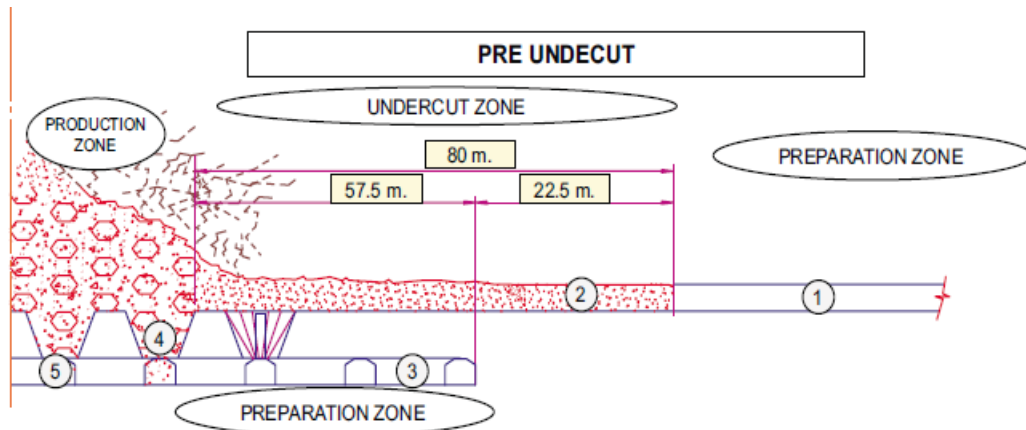 PRE UNDECUT
UNDERCUT ZONE
PRODUCTION
ZONE
80 m.
PREPARATION ZONE
57.5 m.
22.5 m.
2
1
4
5
3
PREPARATION ZONE